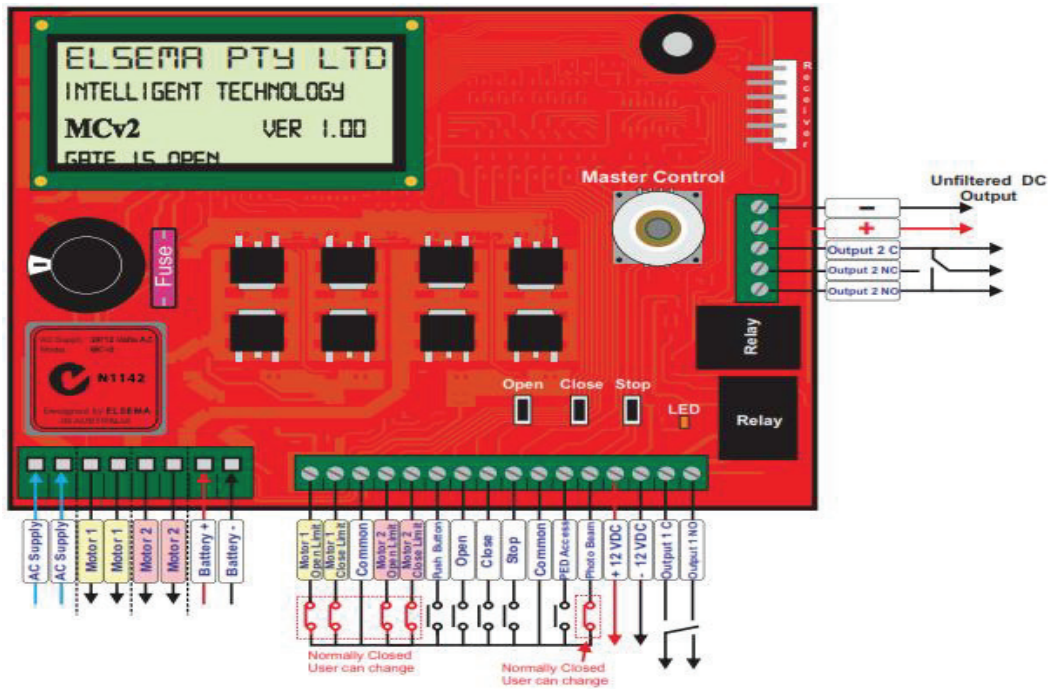 ELSEMA PTY LTD
INTELLIGENT TECHNOLOGY
MCv2 VER 1.00
GATE IS OPEN
Receiver
Master Control
Unfiltered DC
Output
–
+
Output 2 C
Output 2 NC
Output 2 NO
Fuse
N1142
Designed by ELSEMA
Relay
Relay
Open Close Stop
LED
AC Supply
AC Supply
Motor 1
Motor 1
Motor 2
Motor 2
Battery +
Battery -
Motor 1
Open Limit
Motor 1
Close Limit
Common
Motor 2
Open Limit
Motor 2
Close Limit
Push Button
Open
Close
Stop
Common
PED Access
Photo Beam
+ 12 VDC
- 12 VDC
Output 1 C
Output 1 NO
Normally Closed
User can change
Normally Closed
User can change